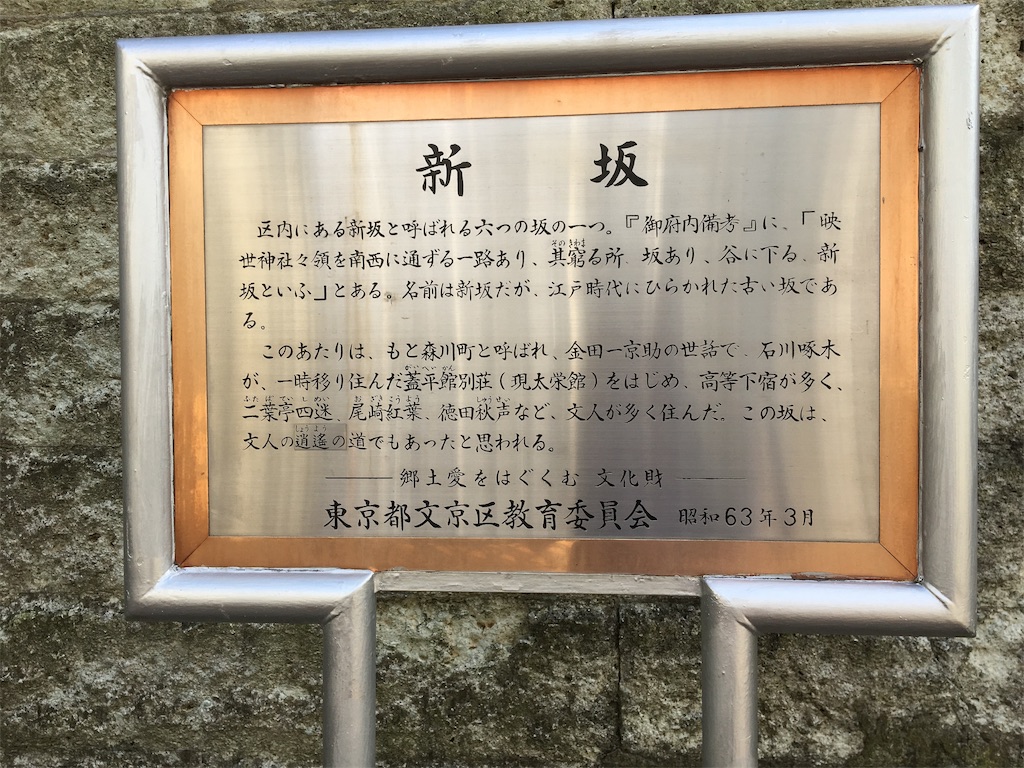 新 坂
区内にある新坂と呼ばれる六つの坂の一つ。『御府内備考』に、「映
世神社々領を南西に通ずる一路あり、其窮る所、坂あり、谷に下る、新
坂といふ」とある。名前は新坂だが、江戸時代にひらかれた古い坂であ
る。
このあたりは、もと森川町と呼ばれ、金田一京助の世話で、石川啄木
が、一時移り住んだ蓋平館別荘(現太栄館)をはじめ、高等下宿が多く、
二葉亭四迷、尾崎紅葉、徳田秋声など、文人が多く住んだ。この坂は、
文人の逍遙の道でもあったと思われる。
郷土愛をはぐくむ 文化財
東京都文京区教育委員会 昭和63年3月